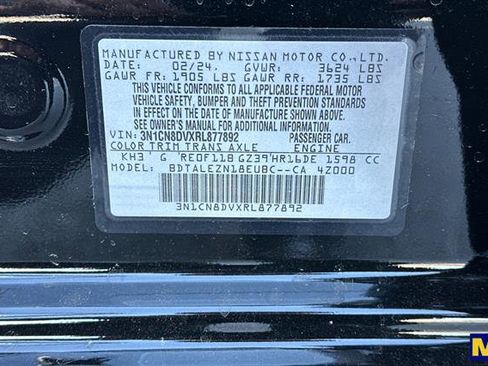 MANUFACTURED BY NISSAN MOTOR CO., LTD.
DATE: 02/24. GVWR: 3624 LBS
GAWR FR: 1905 LBS GAWR RR: 1735 LBS
THIS VEHICLE CONFORMS TO ALL APPLICABLE FEDERAL MOTOR
VEHICLE SAFETY, BUMPER AND THEFT PREVENTION STANDARDS
IN EFFECT ON THE DATE OF MANUFACTURE SHOWN ABOVE.
SEE OWNER'S MANUAL FOR ADDITIONAL INFORMATION.
VIN: 3N1CN8DVXRL877892 PASSENGER CAR.
COLOR TRIM TRANS AXLE ENGINE
KH3 G RE0F11B GZ39 HR16DE 1598 CC
MODEL: BDTALEZN18EUBC--CA 4Z000
3N1CN8DVXRL877892
M